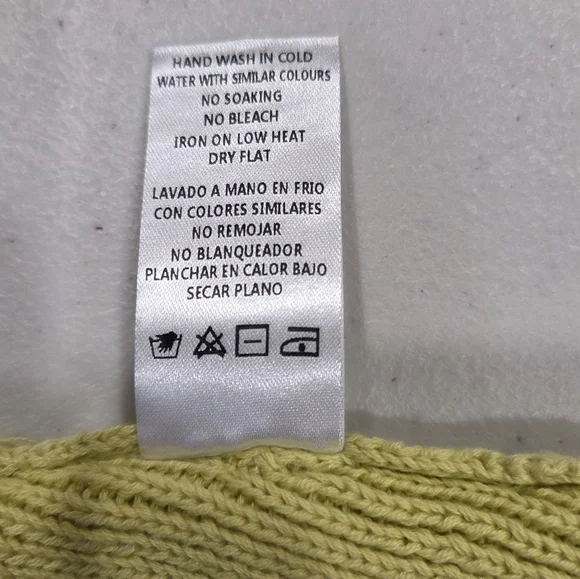 HAND WASH IN COLD
WATER WITH SIMILAR COLOURS
NO SOAKING
NO BLEACH
IRON ON LOW HEAT
DRY FLAT
LAVADO A MANO EN FRIO
CON COLORES SIMILARES
NO REMOJAR
NO BLANQUEADOR
PLANCHAR EN CALOR BAJO
SECAR PLANO